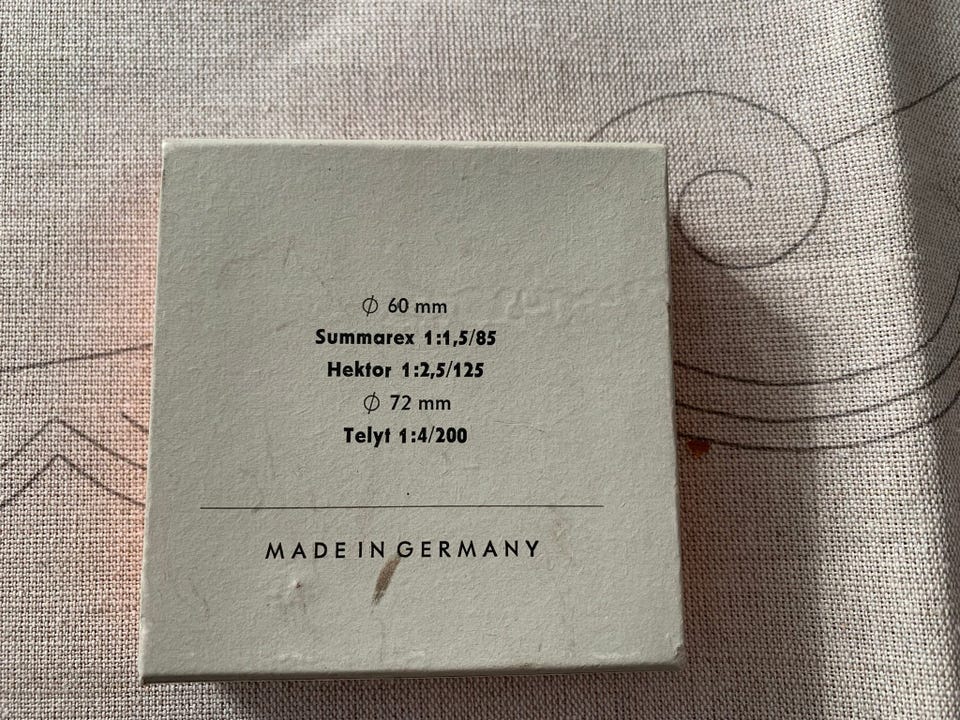 ⌀ 60 mm
Summarex 1:1,5/85
Hektor 1:2,5/125
⌀ 72 mm
Telyt 1:4/200
MADE IN GERMANY